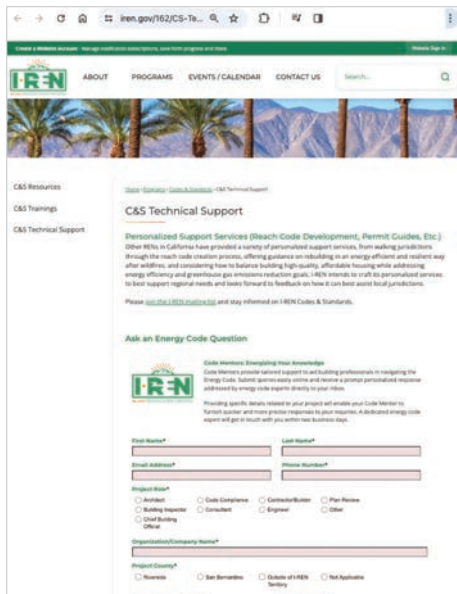 iren.gov/162/CS-Te...
Create a Website Account - Manage notification subscriptions, save form progress and more.
Website Sign In
I-REN
ABOUT
PROGRAMS
EVENTS / CALENDAR
CONTACT US
Search...
C&S Resources
C&S Trainings
C&S Technical Support
Home › Programs › Codes & Standards › C&S Technical Support
C&S Technical Support
Personalized Support Services (Reach Code Development, Permit Guides, Etc.)
Other RENs in California have provided a variety of personalized support services, from walking jurisdictions
through the reach code creation process, offering guidance on rebuilding in an energy-efficient and resilient way
after wildfires, and considering how to balance building high-quality, affordable housing while addressing
energy efficiency and greenhouse gas emissions reduction goals. I-REN intends to craft its personalized services
to best support regional needs and looks forward to feedback on how it can best assist local jurisdictions.
Please join the I-REN mailing list and stay informed on I-REN Codes & Standards.
Ask an Energy Code Question
I-REN
Code Mentors: Energizing Your Knowledge
Code Mentors provide tailored support to aid building professionals in navigating the
Energy Code. Submit queries easily online and receive a prompt personalized response
addressed by energy code experts directly to your inbox.
Providing specific details related to your project will enable your Code Mentor to
furnish quicker and more precise responses to your inquiries. A dedicated energy code
expert will get in touch with you within two business days.
First Name*
Last Name*
Email Address*
Phone Number*
Project Role*
Architect
Code Compliance
Contractor/Builder
Plan Review
Building Inspector
Consultant
Engineer
Other
Chief Building
Official
Organization/Company Name*
Project County*
Riverside
San Bernardino
Outside of I-REN
Territory
Not Applicable